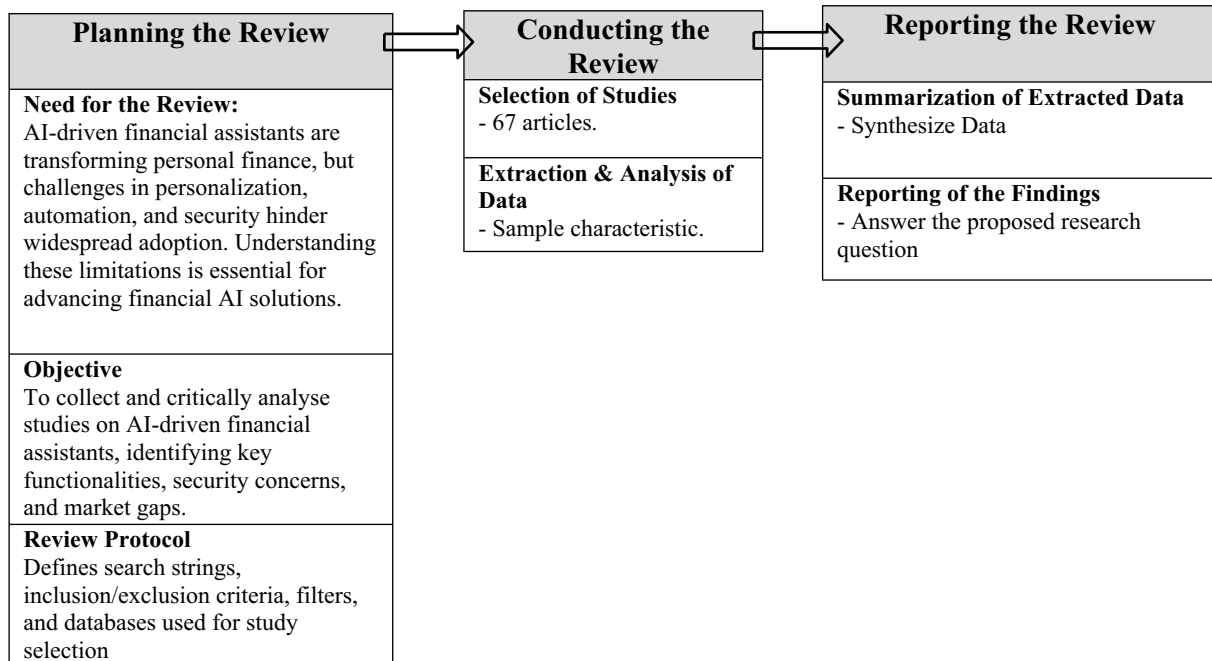 Planning the Review
Need for the Review:
AI-driven financial assistants are
transforming personal finance, but
challenges in personalization,
automation, and security hinder
widespread adoption. Understanding
these limitations is essential for
advancing financial AI solutions.
Objective
To collect and critically analyse
studies on AI-driven financial
assistants, identifying key
functionalities, security concerns,
and market gaps.
Review Protocol
Defines search strings,
inclusion/exclusion criteria, filters,
and databases used for study
selection
Conducting the
Review
Selection of Studies
- 67 articles.
Extraction & Analysis of
Data
- Sample characteristic.
Reporting the Review
Summarization of Extracted Data
- Synthesize Data
Reporting of the Findings
- Answer the proposed research
question